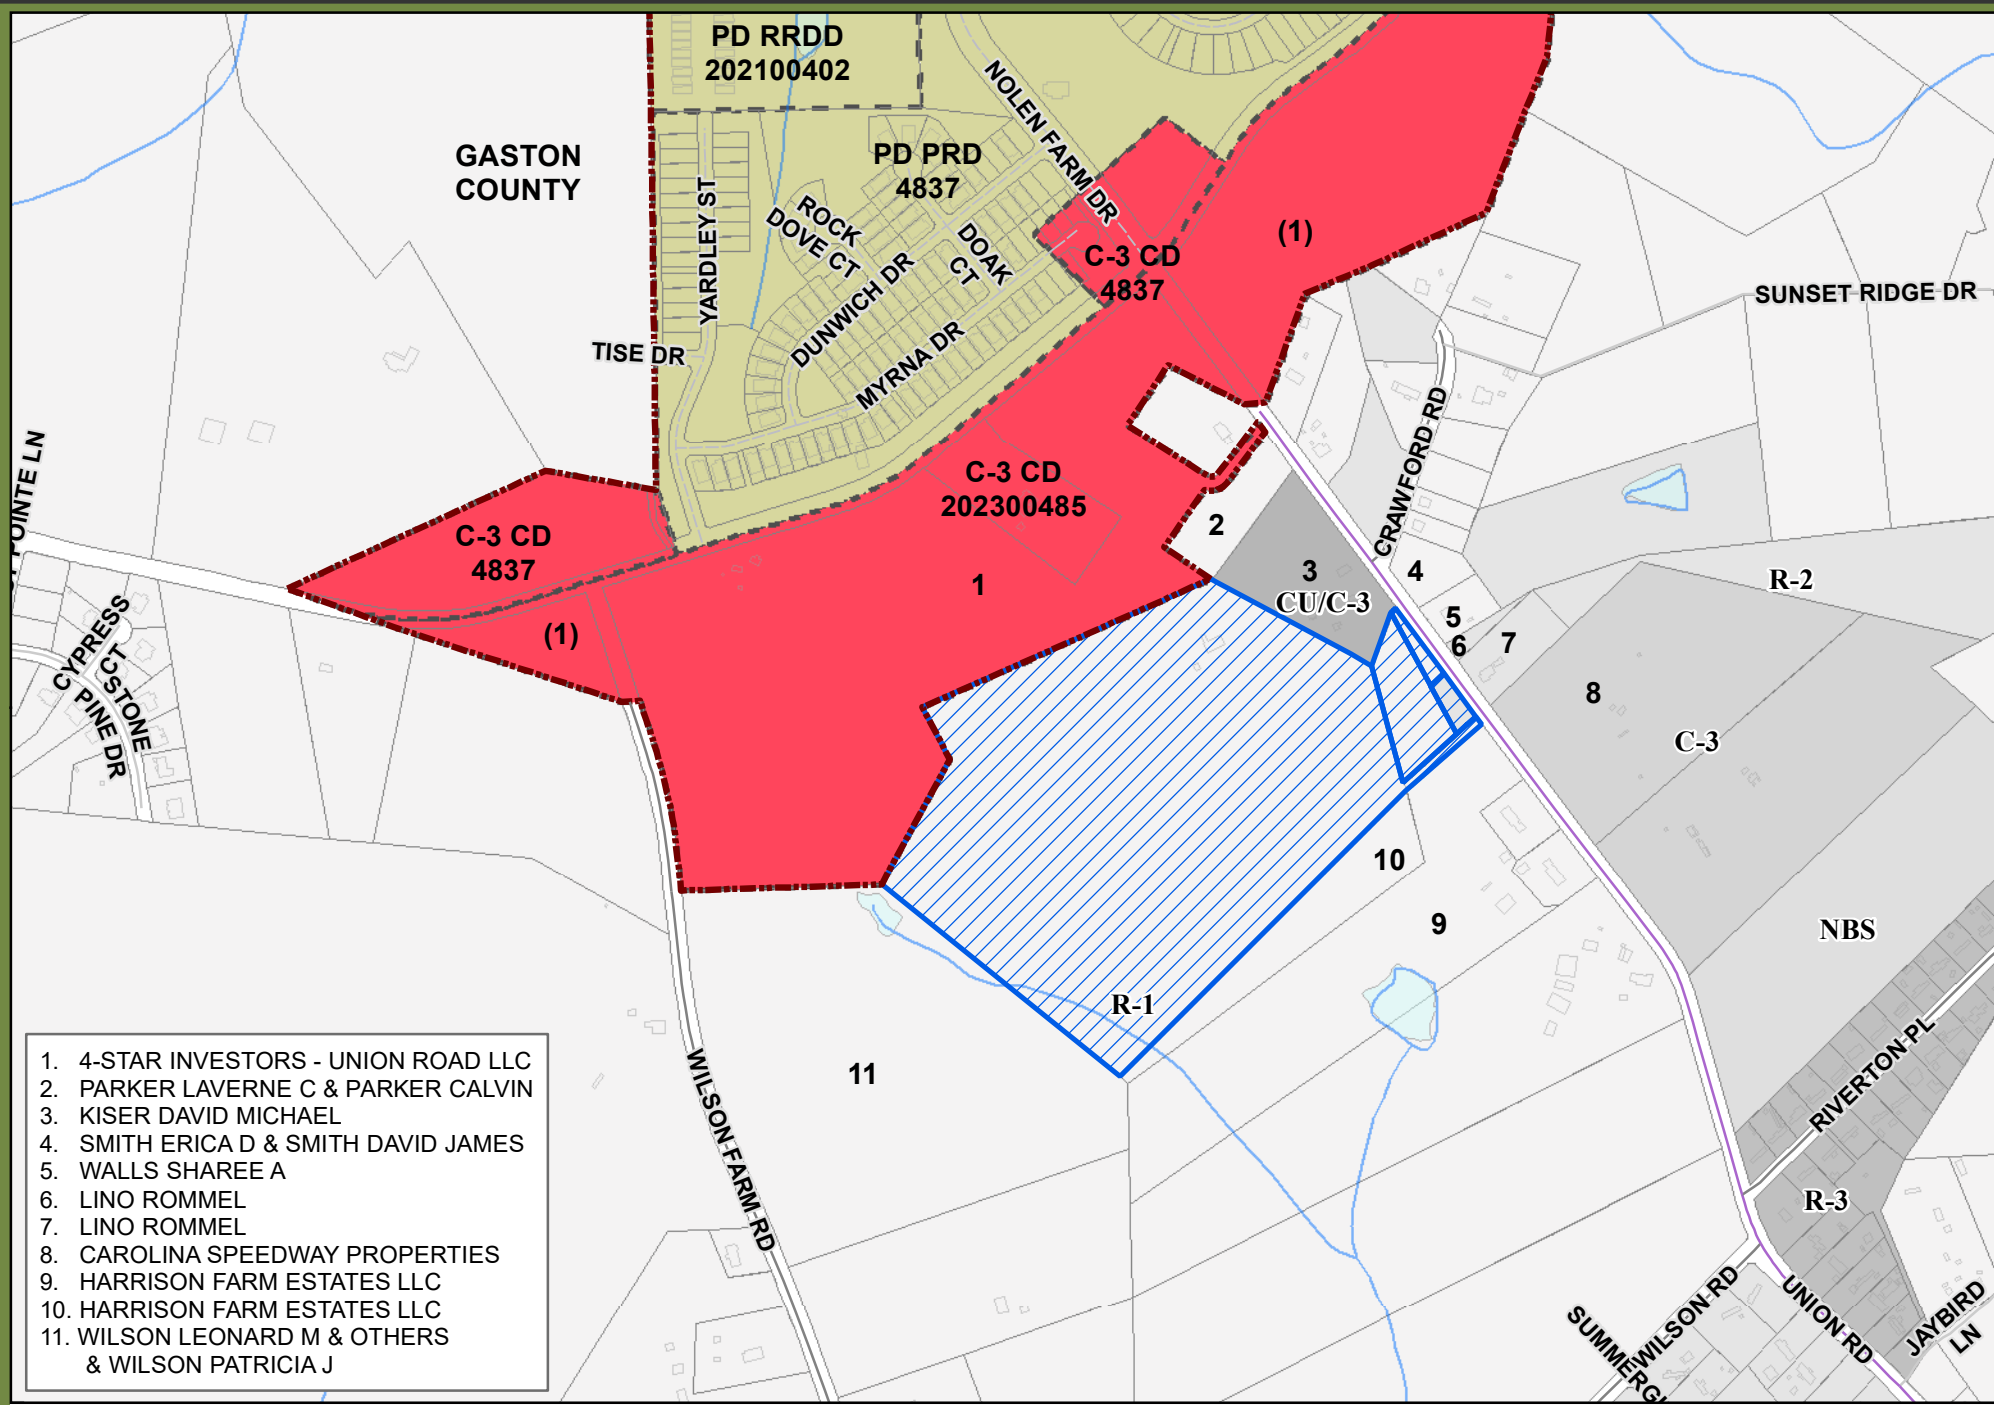 PD RRDD
202100402
NOLEN FARM DR
GASTON
COUNTY
PD PRD
4837
YARDLEY ST
ROCK
DOVE CT
DOAK
CT
DUNWICH DR
MYRNA DR
TISE DR
C-3 CD
4837
(1)
SUNSET RIDGE DR
CRAWFORD RD
POINTE LN
C-3 CD
202300485
C-3 CD
4837
2
1
3
CU/C-3
4
5
6
7
R-2
8
C-3
(1)
CYPRESS
CT
STONE
PINE DR
10
9
NBS
R-1
11
WILSON FARM RD
RIVERTON PL
R-3
WILSON RD
UNION RD
JAYBIRD
LN
1. 4-STAR INVESTORS - UNION ROAD LLC
2. PARKER LAVERNE C & PARKER CALVIN
3. KISER DAVID MICHAEL
4. SMITH ERICA D & SMITH DAVID JAMES
5. WALLS SHAREE A
6. LINO ROMMEL
7. LINO ROMMEL
8. CAROLINA SPEEDWAY PROPERTIES
9. HARRISON FARM ESTATES LLC
10. HARRISON FARM ESTATES LLC
11. WILSON LEONARD M & OTHERS
& WILSON PATRICIA J